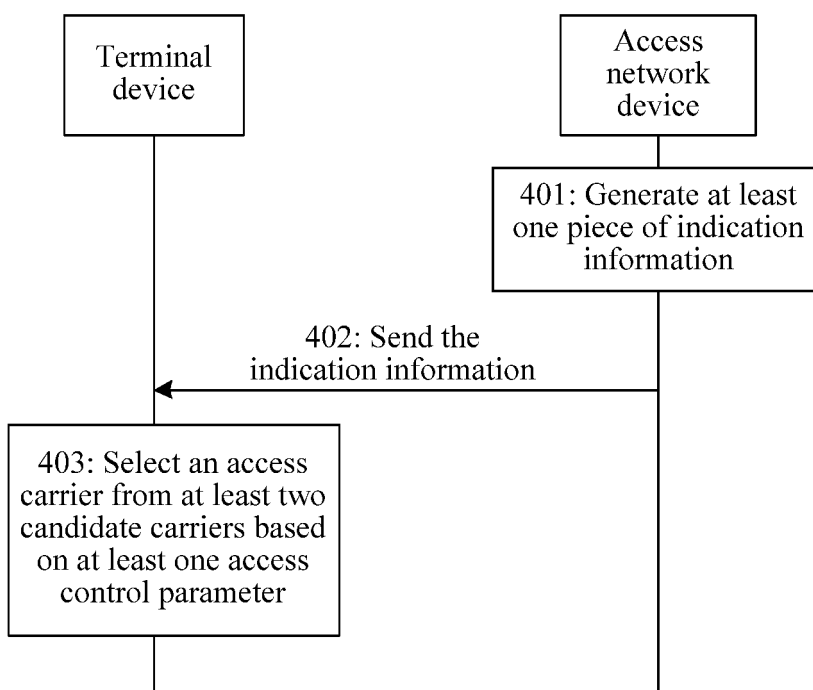 Terminal
device
Access
network
device
401: Generate at least
one piece of indication
information
402: Send the
indication information
403: Select an access
carrier from at least two
candidate carriers based
on at least one access
control parameter